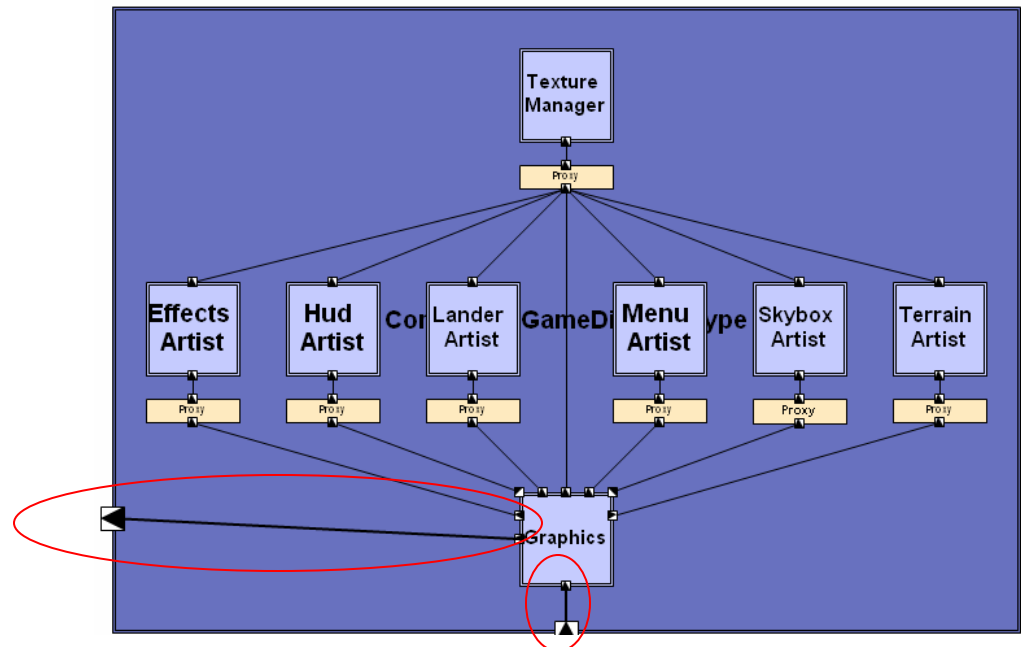 Texture
Manager
Proxy
Effects
Artist
Hud
Artist
Lander
Artist
Menu
Artist
Skybox
Artist
Terrain
Artist
Proxy
Proxy
Proxy
Proxy
Proxy
Proxy
Graphics